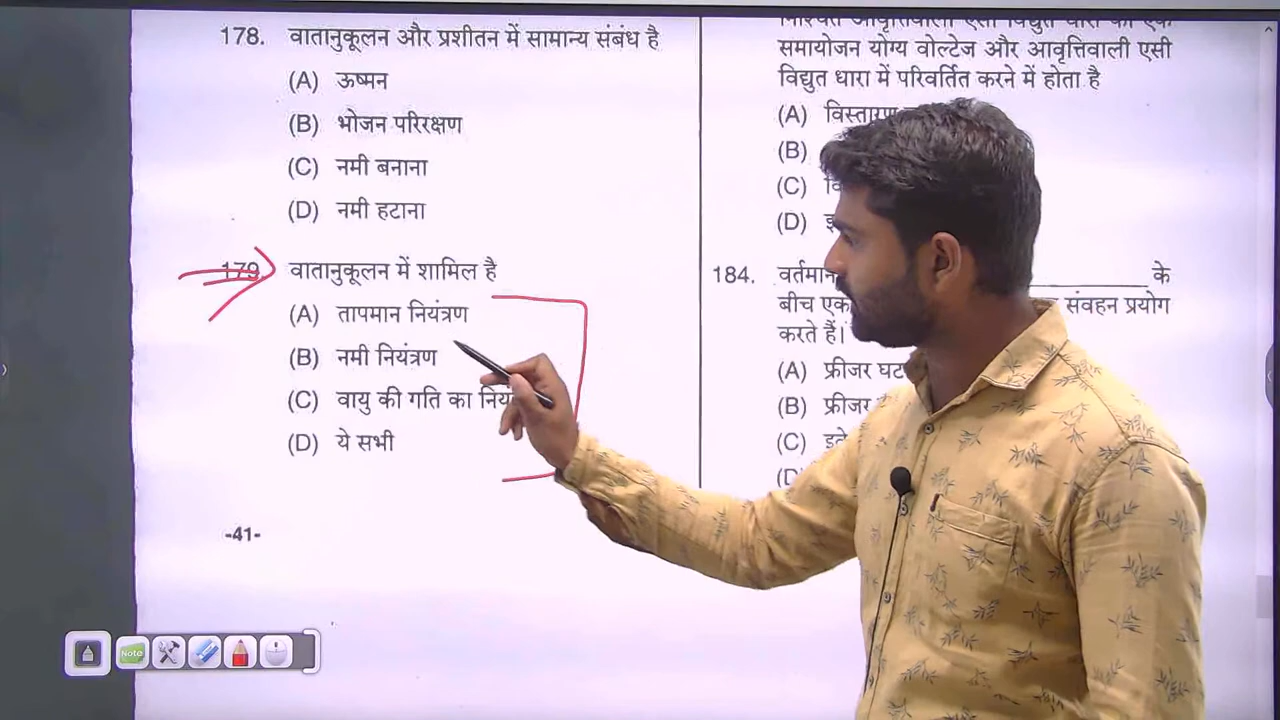 178. वातानुकूलन और प्रशीतन में सामान्य संबंध है
(A) ऊष्मन
(B) भोजन परिरक्षण
(C) नमी बनाना
(D) नमी हटाना
179. वातानुकूलन में शामिल है
(A) तापमान नियंत्रण
(B) नमी नियंत्रण
(C) वायु की गति का
(D) ये सभी
-41-
समायोजन योग्य वोल्टेज और आवृत्तिवाली एसी
विद्युत धारा में परिवर्तित करने में होता है
(A) विस्तारण
(B)
(C)
(D)
184. वर्तमान के
बीच एक संवहन प्रयोग
करते हैं।
(A) फ्रीजर
(B) फ्रीजर
(C)
Note